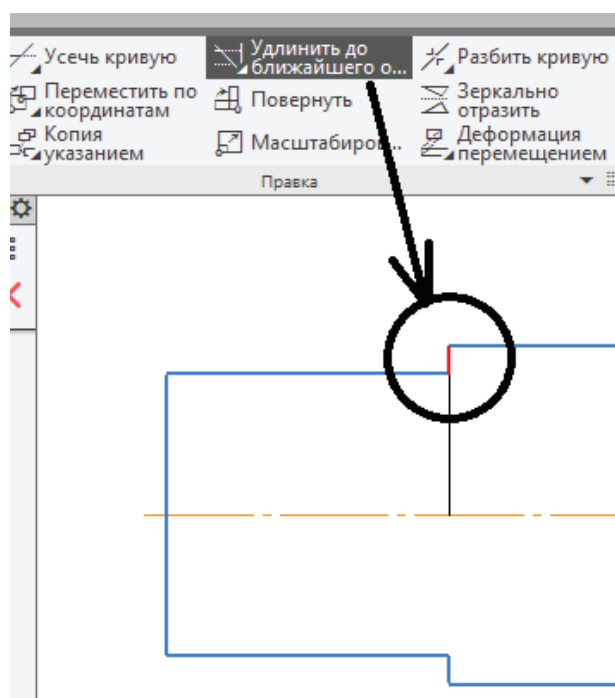 Усечь кривую
Удлинить до
ближайшего о...
Разбить кривую
Переместить по
координатам
Повернуть
Зеркально
отразить
Копия
указанием
Масштабиров...
Деформация
перемещением
Правка